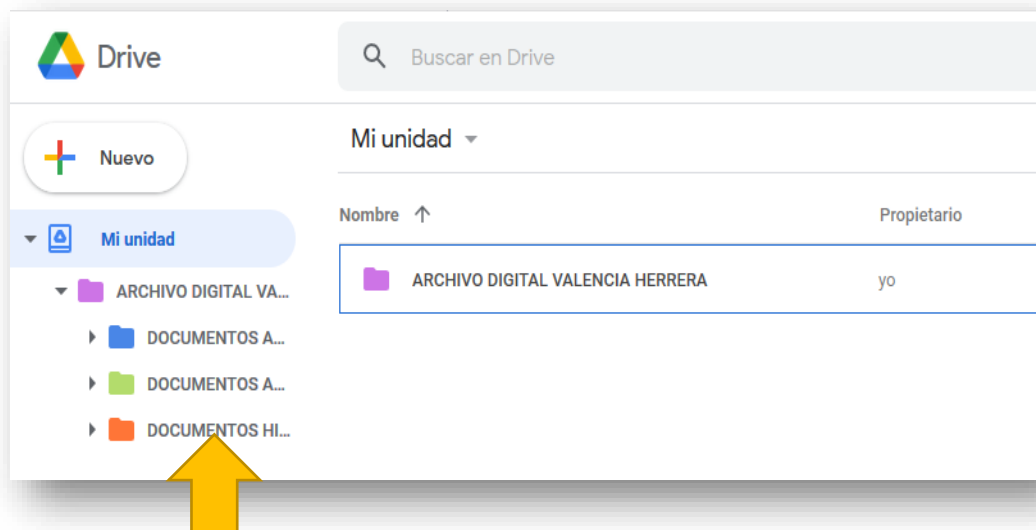 Drive
Buscar en Drive
Nuevo
Mi unidad
Nombre
Propietario
Mi unidad
ARCHIVO DIGITAL VALENCIA HERRERA
yo
ARCHIVO DIGITAL VA...
DOCUMENTOS A...
DOCUMENTOS A...
DOCUMENTOS HI...